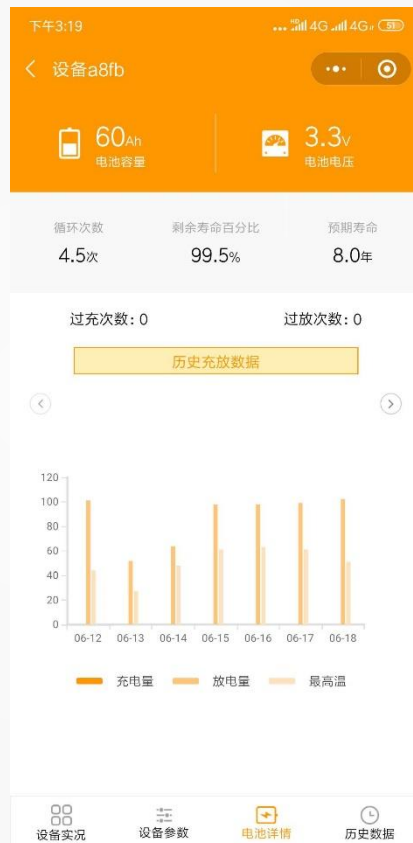 下午3:19 ... HD 4G 4G 51
设备a8fb
60Ah 3.3V
电池容量 电池电压
循环次数 剩余寿命百分比 预期寿命
4.5次 99.5% 8.0年
过充次数: 0 过放次数: 0
历史充放数据
120
100
80
60
40
20
0
06-12 06-13 06-14 06-15 06-16 06-17 06-18
充电量 放电量 最高温
设备实况 设备参数 电池详情 历史数据